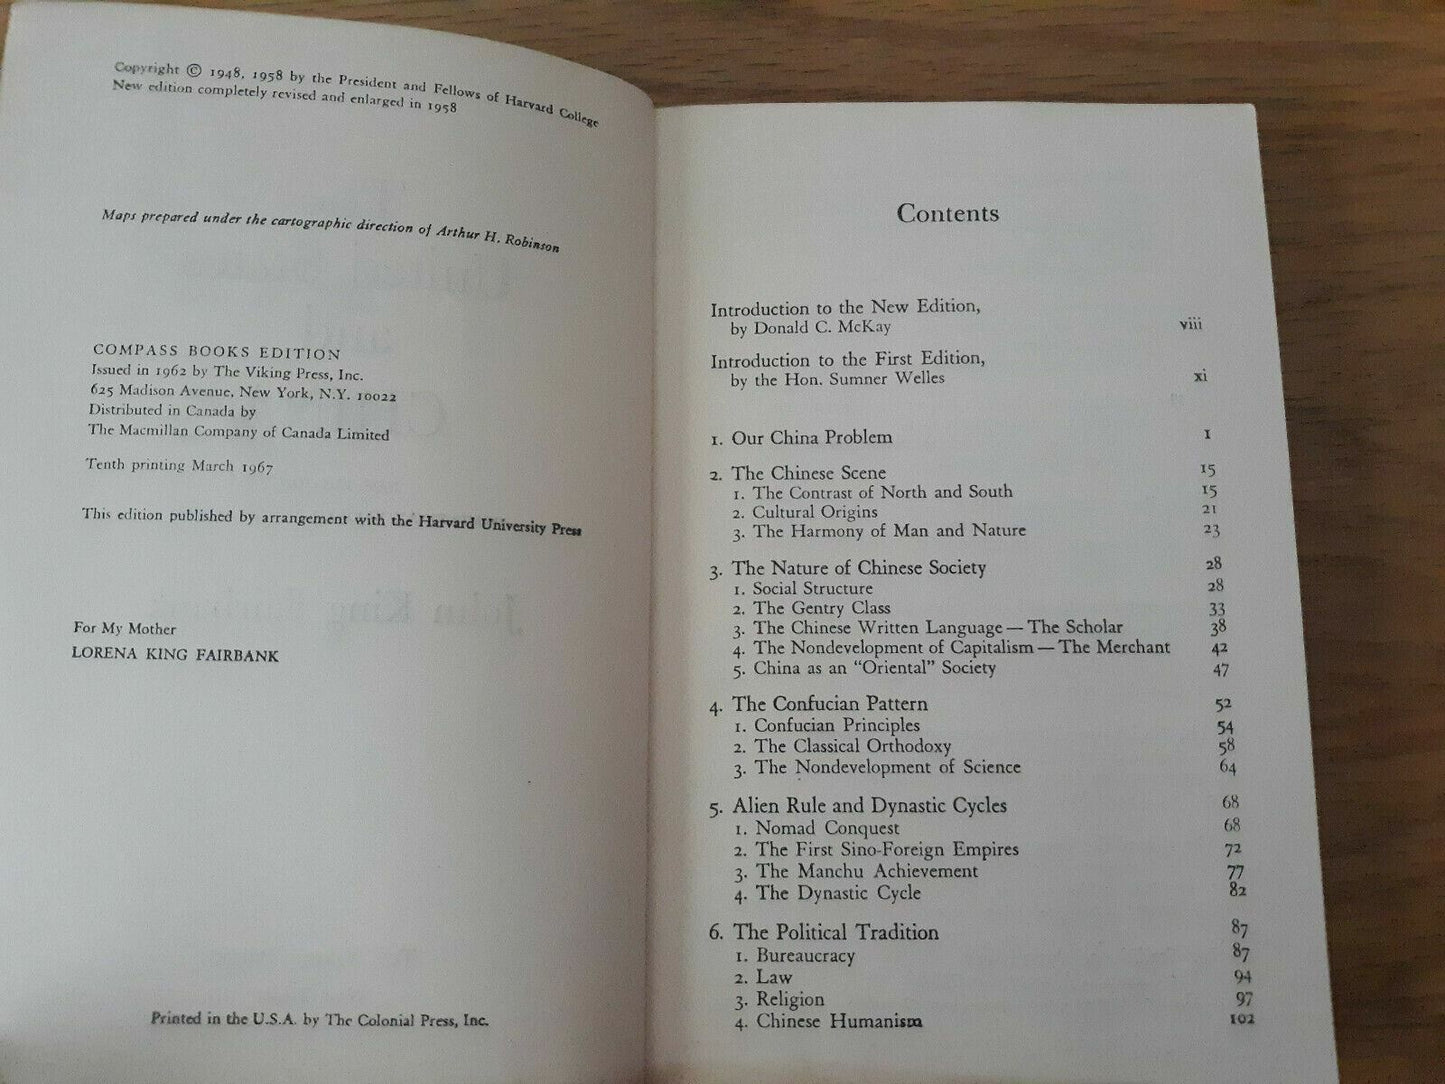 Copyright © 1948, 1958 by the President and Fellows of Harvard College
New edition completely revised and enlarged in 1958
Maps prepared under the cartographic direction of Arthur H. Robinson
COMPASS BOOKS EDITION
Issued in 1962 by The Viking Press, Inc.
625 Madison Avenue, New York, N.Y. 10022
Distributed in Canada by
The Macmillan Company of Canada Limited
Tenth printing March 1967
This edition published by arrangement with the Harvard University Press
For My Mother
LORENA KING FAIRBANK
Printed in the U.S.A. by The Colonial Press, Inc.
Contents
Introduction to the New Edition,
by Donald C. McKay viii
Introduction to the First Edition,
by the Hon. Sumner Welles xi
1. Our China Problem 1
2. The Chinese Scene 15
1. The Contrast of North and South 15
2. Cultural Origins 21
3. The Harmony of Man and Nature 23
3. The Nature of Chinese Society 28
1. Social Structure 28
2. The Gentry Class 33
3. The Chinese Written Language — The Scholar 38
4. The Nondevelopment of Capitalism — The Merchant 42
5. China as an "Oriental" Society 47
4. The Confucian Pattern 52
1. Confucian Principles 54
2. The Classical Orthodoxy 58
3. The Nondevelopment of Science 64
5. Alien Rule and Dynastic Cycles 68
1. Nomad Conquest 68
2. The First Sino-Foreign Empires 72
3. The Manchu Achievement 77
4. The Dynastic Cycle 82
6. The Political Tradition 87
1. Bureaucracy 87
2. Law 94
3. Religion 97
4. Chinese Humanism 102